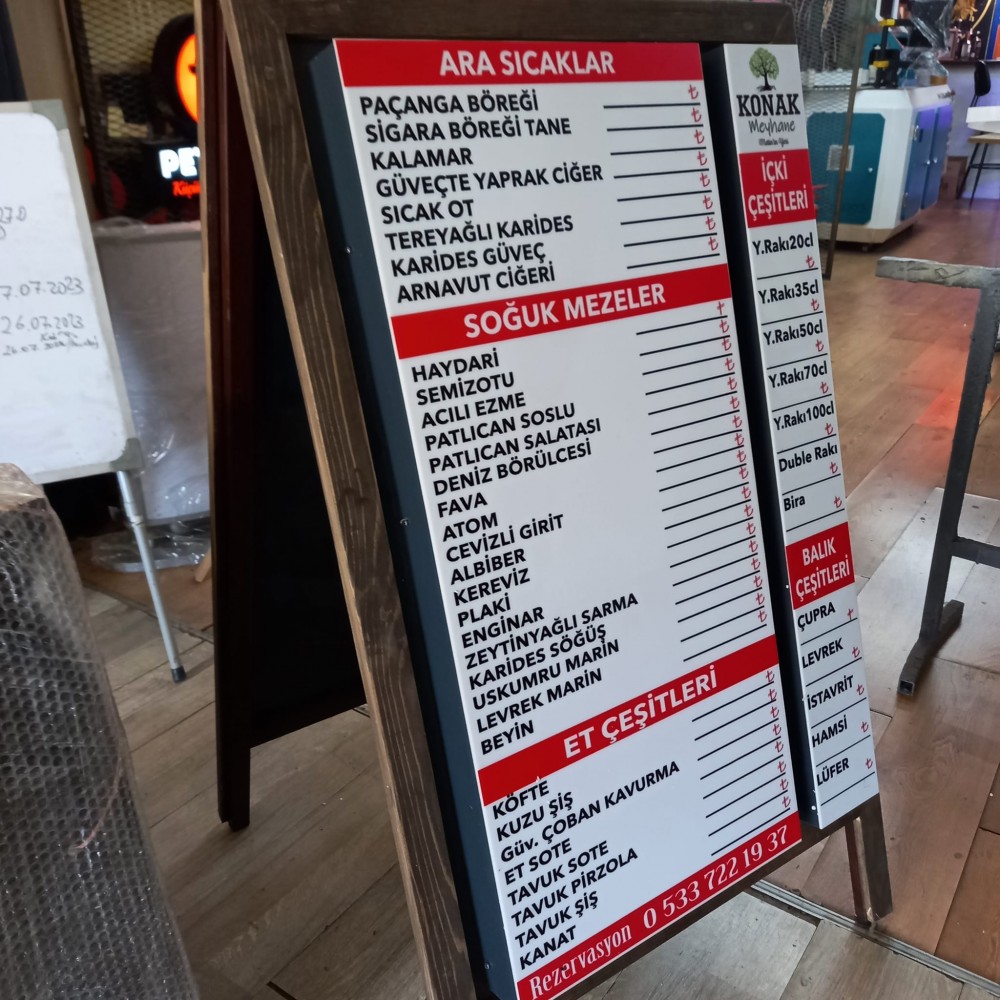 ARA SICAKLAR
PAÇANGA BÖREĞİ ₺
SİGARA BÖREĞİ TANE ₺
KALAMAR ₺
GÜVEÇTE YAPRAK CİĞER ₺
SICAK OT ₺
TEREYAĞLI KARİDES ₺
KARİDES GÜVEÇ ₺
ARNAVUT CİĞERİ
SOĞUK MEZELER
HAYDARİ ₺
SEMİZOTU ₺
ACILI EZME ₺
PATLICAN SOSLU ₺
PATLICAN SALATASI ₺
DENİZ BÖRÜLCESİ ₺
FAVA ₺
ATOM ₺
CEVİZLİ GİRİT ₺
ALBİBER ₺
KEREVİZ ₺
PLAKİ ₺
ENGİNAR ₺
ZEYTİNYAĞLI SARMA ₺
KARİDES SÖĞÜŞ ₺
USKUMRU MARİN ₺
LEVREK MARİN ₺
BEYİN
ET ÇEŞİTLERİ
KÖFTE ₺
KUZU ŞİŞ ₺
Güv. ÇOBAN KAVURMA ₺
ET SOTE ₺
TAVUK SOTE ₺
TAVUK PİRZOLA ₺
TAVUK ŞİŞ ₺
KANAT
Rezervasyon 0 533 722 19 37
KONAK
Meyhane
İÇKİ
ÇEŞİTLERİ
Y.Rakı20cl ₺
Y.Rakı35cl ₺
Y.Rakı50cl ₺
Y.Rakı70cl ₺
Y.Rakı100cl ₺
Duble Rakı ₺
Bira ₺
BALIK
ÇEŞİTLERİ
ÇUPRA ₺
LEVREK ₺
İSTAVRİT ₺
HAMSİ ₺
LÜFER ₺
7.07.2023
26.07.2023